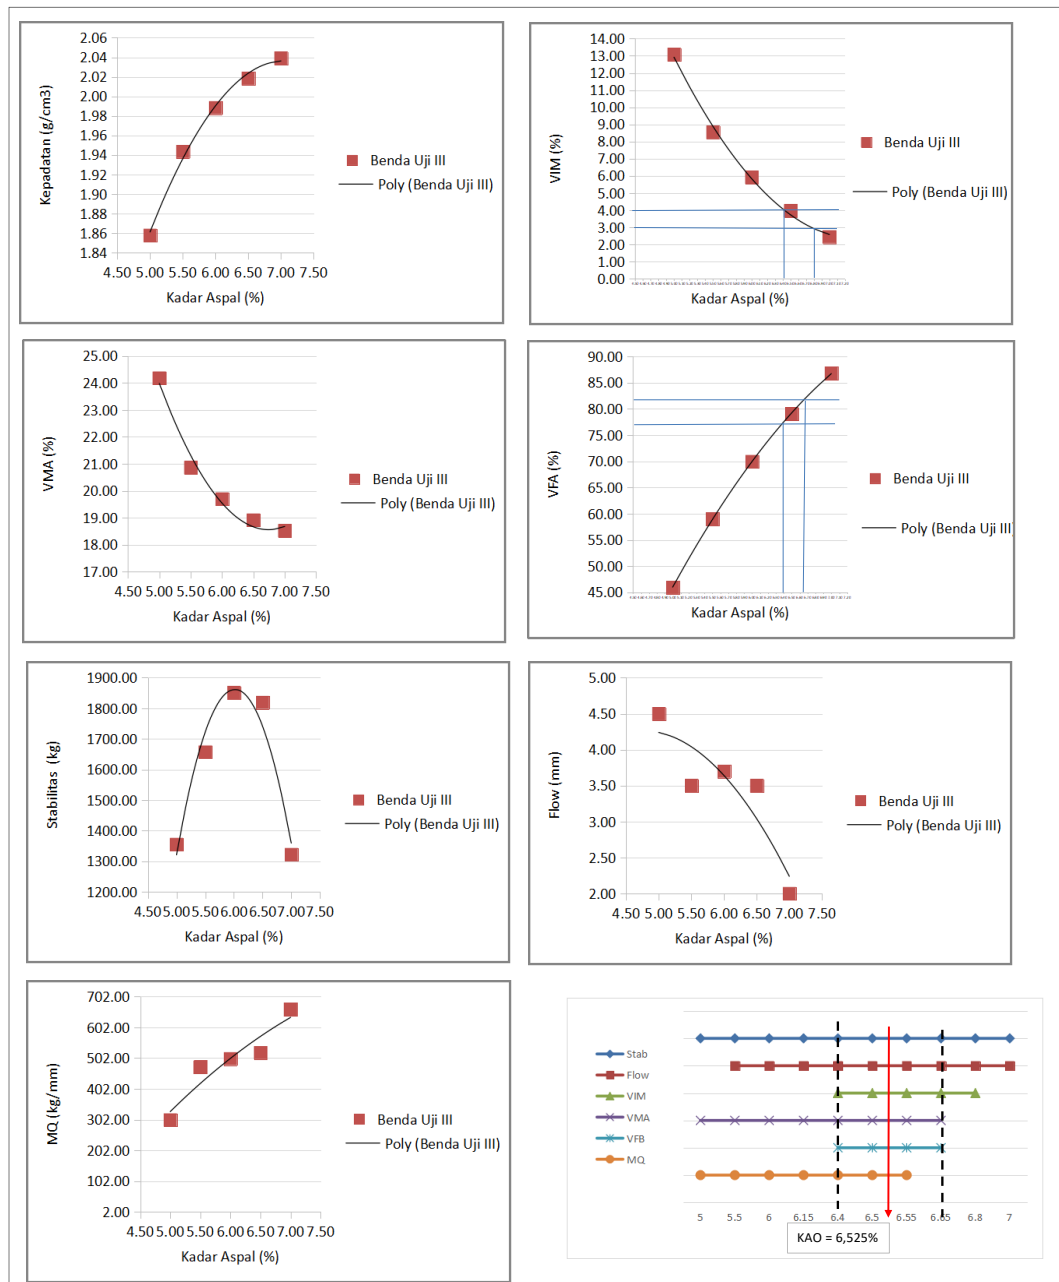 2.06
2.04
2.02
2.00
1.98
1.96
1.94
1.92
1.90
1.88
1.86
1.84
4.50 5.00 5.50 6.00 6.50 7.00 7.50
Kepadatan (g/cm3)
Kadar Aspal (%)
Benda Uji III
Poly (Benda Uji III)
14.00
13.00
12.00
11.00
10.00
9.00
8.00
7.00
6.00
5.00
4.00
3.00
2.00
1.00
0.00
VIM (%)
Kadar Aspal (%)
Benda Uji III
Poly (Benda Uji III)
25.00
24.00
23.00
22.00
21.00
20.00
19.00
18.00
17.00
4.50 5.00 5.50 6.00 6.50 7.00 7.50
VMA (%)
Kadar Aspal (%)
Benda Uji III
Poly (Benda Uji III)
90.00
85.00
80.00
75.00
70.00
65.00
60.00
55.00
50.00
45.00
VFA (%)
Kadar Aspal (%)
Benda Uji III
Poly (Benda Uji III)
1900.00
1800.00
1700.00
1600.00
1500.00
1400.00
1300.00
1200.00
4.50 5.00 5.50 6.00 6.50 7.00 7.50
Stabilitas (kg)
Kadar Aspal (%)
Benda Uji III
Poly (Benda Uji III)
5.00
4.50
4.00
3.50
3.00
2.50
2.00
4.50 5.00 5.50 6.00 6.50 7.00 7.50
Flow (mm)
Kadar Aspal (%)
Benda Uji III
Poly (Benda Uji III)
702.00
602.00
502.00
402.00
302.00
202.00
102.00
2.00
4.50 5.00 5.50 6.00 6.50 7.00 7.50
MQ (kg/mm)
Kadar Aspal (%)
Benda Uji III
Poly (Benda Uji III)
Stab
Flow
VIM
VMA
VFB
MQ
5 5.5 6 6.15 6.4 6.5 6.55 6.65 6.8 7
KAO = 6,525%